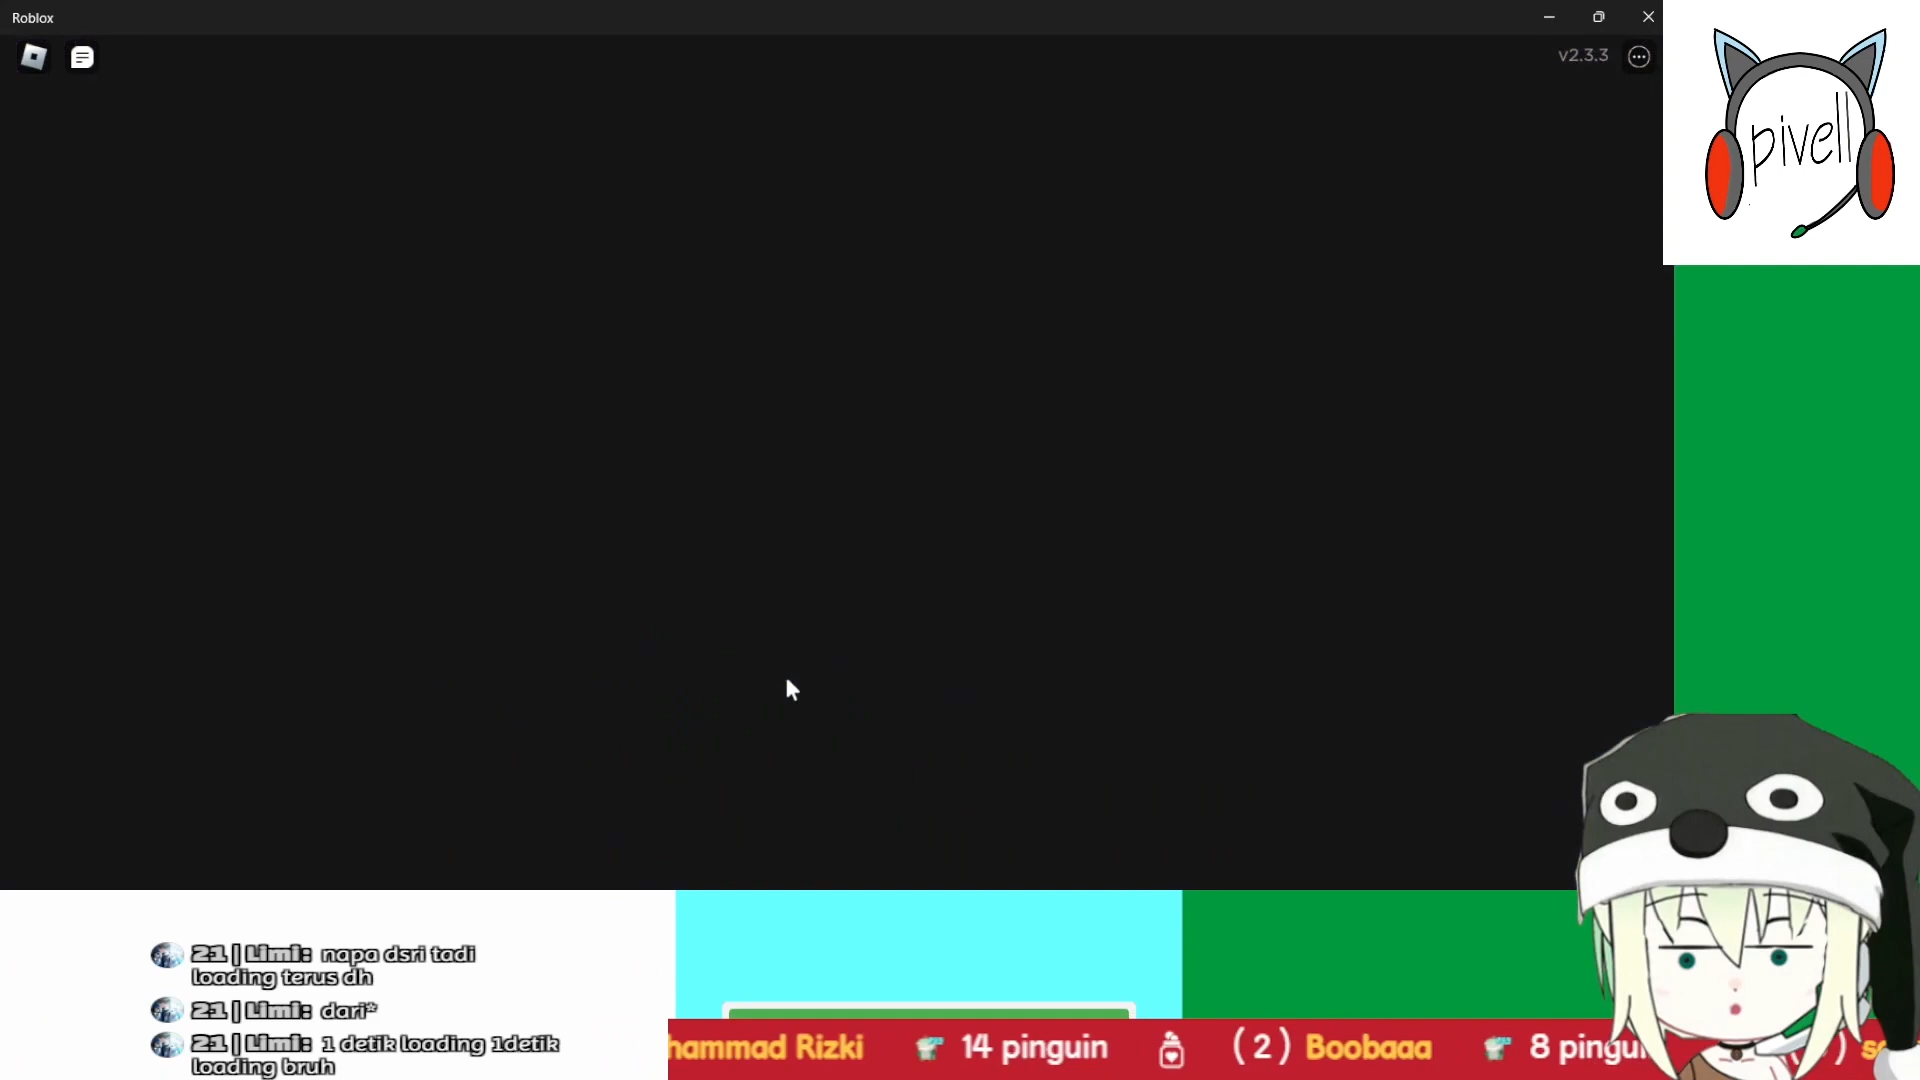 Roblox
v2.3.3
pivell
21 | Limi: napa dsri tadi
loading terus dh
21 | Limi: dari*
21 | Limi: 1 detik loading 1detik
loading bruh
hammad Rizki 14 pinguin (2) Boobaaa 8 pingu